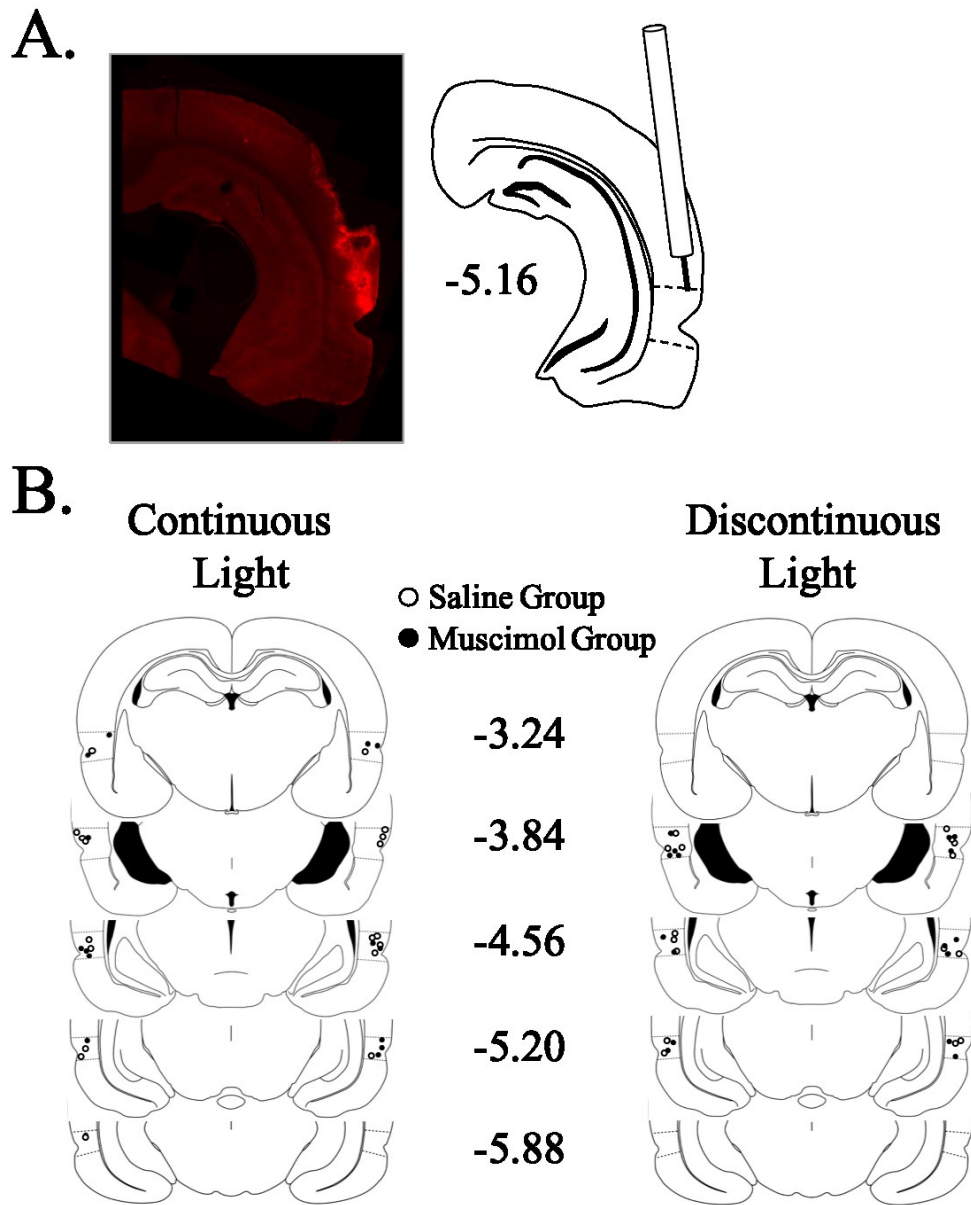 A.
-5.16
B.
Continuous
Light
Discontinuous
Light
Saline Group
Muscimol Group
-3.24
-3.84
-4.56
-5.20
-5.88